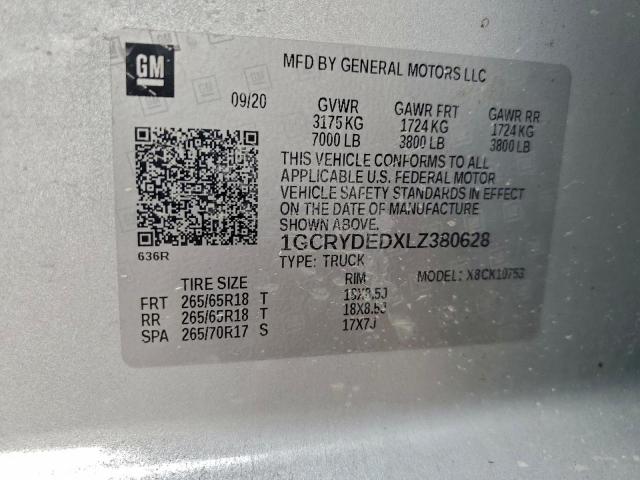 GM
MFD BY GENERAL MOTORS LLC
09/20 GVWR GAWR FRT GAWR RR
3175 KG 1724 KG 1724 KG
7000 LB 3800 LB 3800 LB
THIS VEHICLE CONFORMS TO ALL
APPLICABLE U.S. FEDERAL MOTOR
VEHICLE SAFETY STANDARDS IN EFFECT
ON THE DATE OF MANUFACTURE SHOWN ABOVE.
1GCRYDEDXLZ380628
636R
TYPE: TRUCK MODEL: X8CK10753
TIRE SIZE RIM
FRT 265/65R18 T 18X8.5J
RR 265/65R18 T 18X8.5J
SPA 265/70R17 S 17X7J